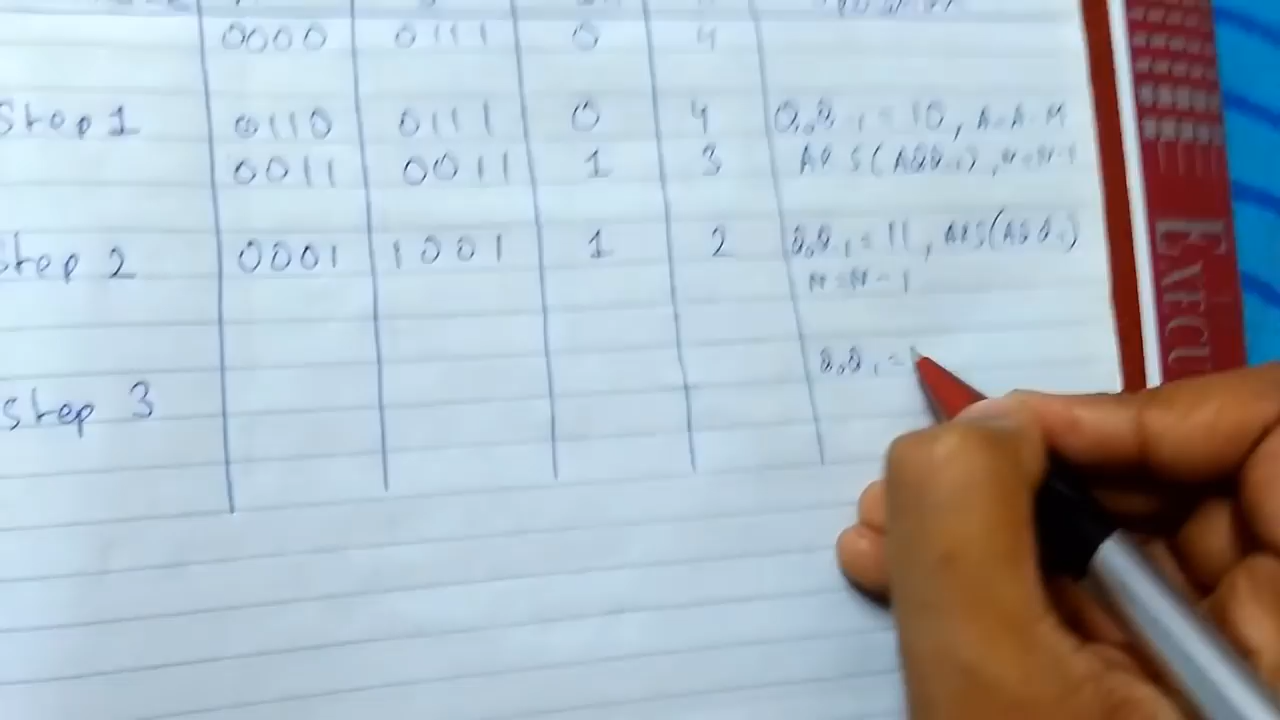 0000 0111 0 4
Step 1 0110 0111 0 4 Q₀Q₋₁ = 10, A=A-M
0011 0011 1 3 ARS(AQQ₋₁), N=N-1
Step 2 0001 1001 1 2 Q₀Q₋₁ = 11, ARS(AQQ₋₁)
N=N-1
Q₀Q₋₁ =
Step 3
EXECU